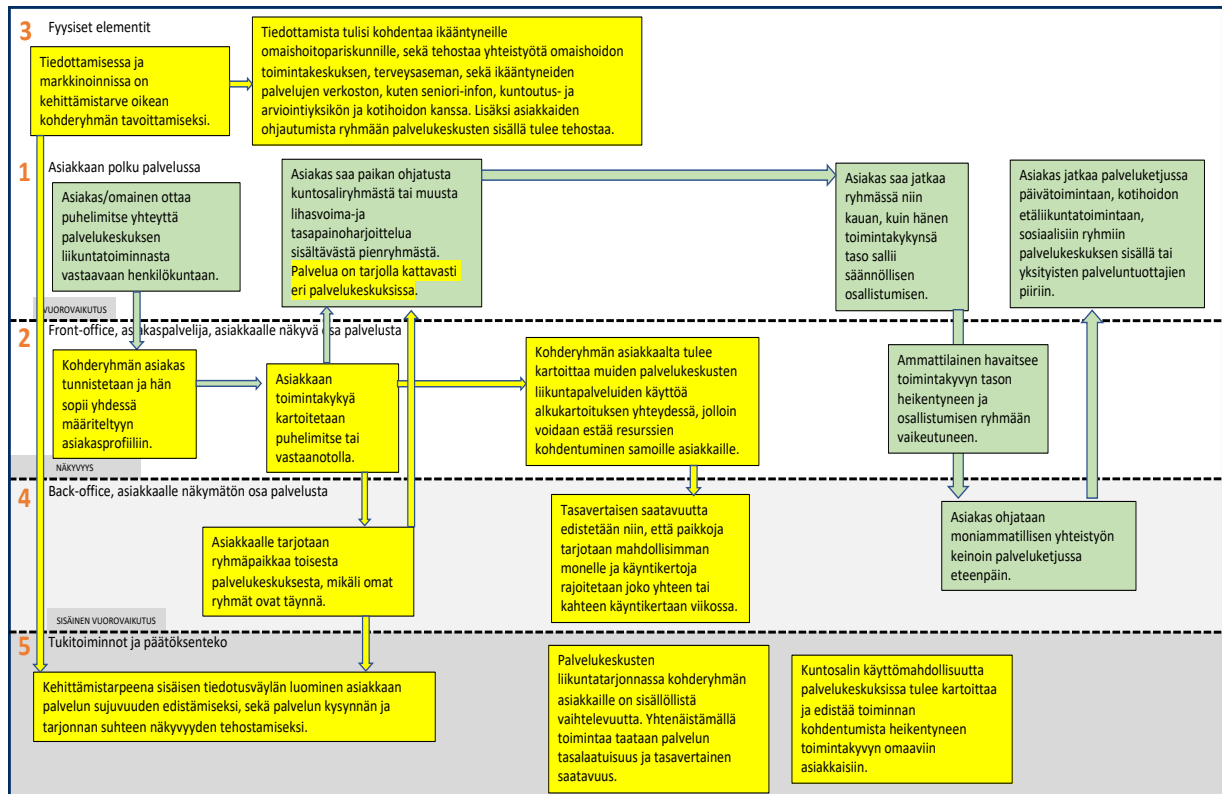 3 Fyysiset elementit
Tiedottamisessa ja
markkinoinnissa on
kehittämistarve oikean
kohderyhmän tavoittamiseksi.
Tiedottamista tulisi kohdentaa ikääntyneille
omaishoitopariskunnille, sekä tehostaa yhteistyötä omaishoidon
toimintakeskuksen, terveysaseman, sekä ikääntyneiden
palvelujen verkoston, kuten seniori-infon, kuntoutus- ja
arviointiyksikön ja kotihoidon kanssa. Lisäksi asiakkaiden
ohjautumista ryhmään palvelukeskusten sisällä tulee tehostaa.
1 Asiakkaan polku palvelussa
Asiakas/omainen ottaa
puhelimitse yhteyttä
palvelukeskuksen
liikuntatoiminnasta
vastaavaan henkilökuntaan.
Asiakas saa paikan ohjatusta
kuntosaliryhmästä tai muusta
lihasvoima-ja
tasapainoharjoittelua
sisältävästä pienryhmästä.
Palvelua on tarjolla kattavasti
eri palvelukeskuksissa.
Asiakas saa jatkaa
ryhmässä niin
kauan, kuin hänen
toimintakykynsä
taso sallii
säännöllisen
osallistumisen.
Asiakas jatkaa palveluketjussa
päivätoimintaan, kotihoidon
etäliikuntatoimintaan,
sosiaalisiin ryhmiin
palvelukeskuksen sisällä tai
yksityisten palveluntuottajien
piiriin.
VUOROVAIKUTUS
2 Front-office, asiakaspalvelija, asiakaalle näkyvä osa palvelusta
Kohderyhmän asiakas
tunnistetaan ja hän
sopii yhdessä
määriteltyyn
asiakasprofiiliin.
Asiakkaan
toimintakykyä
kartoitetaan
puhelimitse tai
vastaanotolla.
Kohderyhmän asiakkaalta tulee
kartoittaa muiden palvelukeskusten
liikuntapalveluiden käyttöä
alkukartoituksen yhteydessä, jolloin
voidaan estää resurssien
kohdentuminen samoille asiakkaille.
Ammattilainen havaitsee
toimintakyvyn tason
heikentyneen ja
osallistumisen ryhmään
vaikeutuneen.
NÄKYVYYS
4 Back-office, asiakkaalle näkymätön osa palvelusta
Asiakkaalle tarjotaan
ryhmäpaikkaa toisesta
palvelukeskuksesta, mikäli omat
ryhmät ovat täynnä.
Tasavertaisen saatavuutta
edistetään niin, että paikkoja
tarjotaan mahdollisimman
monelle ja käyntikertoja
rajoitetaan joko yhteen tai
kahteen käyntikertaan viikossa.
Asiakas ohjataan
moniammatillisen yhteistyön
keinoin palveluketjussa
eteenpäin.
SISÄINEN VUOROVAIKUTUS
5 Tukitoiminnot ja päätöksenteko
Kehittämistarpeena sisäisen tiedotusväylän luominen asiakkaan
palvelun sujuvuuden edistämiseksi, sekä palvelun kysynnän ja
tarjonnan suhteen näkyvyyden tehostamiseksi.
Palvelukeskusten
liikuntatarjonnassa kohderyhmän
asiakkaille on sisällöllistä
vaihtelevuutta. Yhtenäistämällä
toimintaa taataan palvelun
tasalaatuisuus ja tasavertainen
saatavuus.
Kuntosalin käyttömahdollisuutta
palvelukeskuksissa tulee kartoittaa
ja edistää toiminnan
kohdentumista heikentyneen
toimintakyvyn omaaviin
asiakkaisiin.